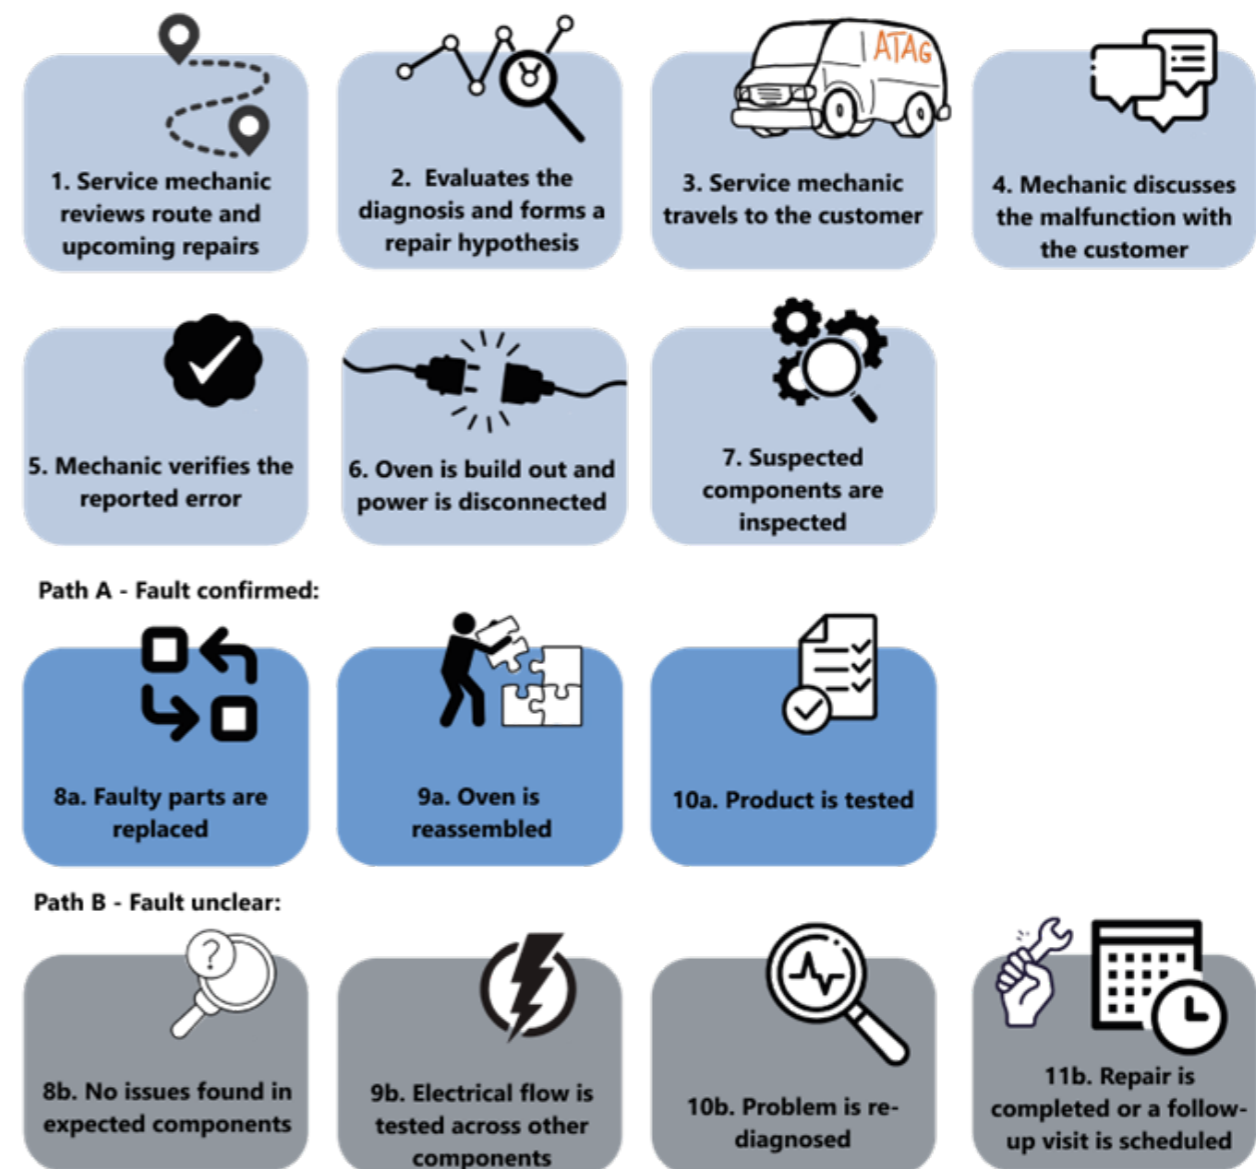 ATAG
1. Service mechanic
reviews route and
upcoming repairs
2. Evaluates the
diagnosis and forms a
repair hypothesis
3. Service mechanic
travels to the customer
4. Mechanic discusses
the malfunction with
the customer
5. Mechanic verifies the
reported error
6. Oven is build out and
power is disconnected
7. Suspected
components are
inspected
Path A - Fault confirmed:
8a. Faulty parts are
replaced
9a. Oven is
reassembled
10a. Product is tested
Path B - Fault unclear:
?
8b. No issues found in
expected components
9b. Electrical flow is
tested across other
components
10b. Problem is re-
diagnosed
11b. Repair is
completed or a follow-
up visit is scheduled